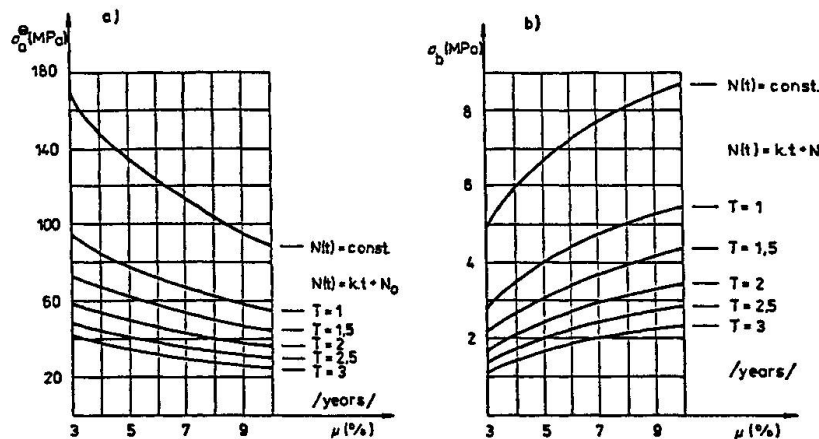 a)
σa⊖(MPa)
180
140
100
60
20
3 5 7 9 μ(%)
N(t)=const.
N(t)=k.t+N₀
T=1
T=1,5
T=2
T=2,5
T=3
/years/
b)
σb(MPa)
8
6
4
2
3 5 7 9 μ(%)
N(t)=const.
N(t)=k.t+N
T=1
T=1,5
T=2
T=2,5
T=3
/years/